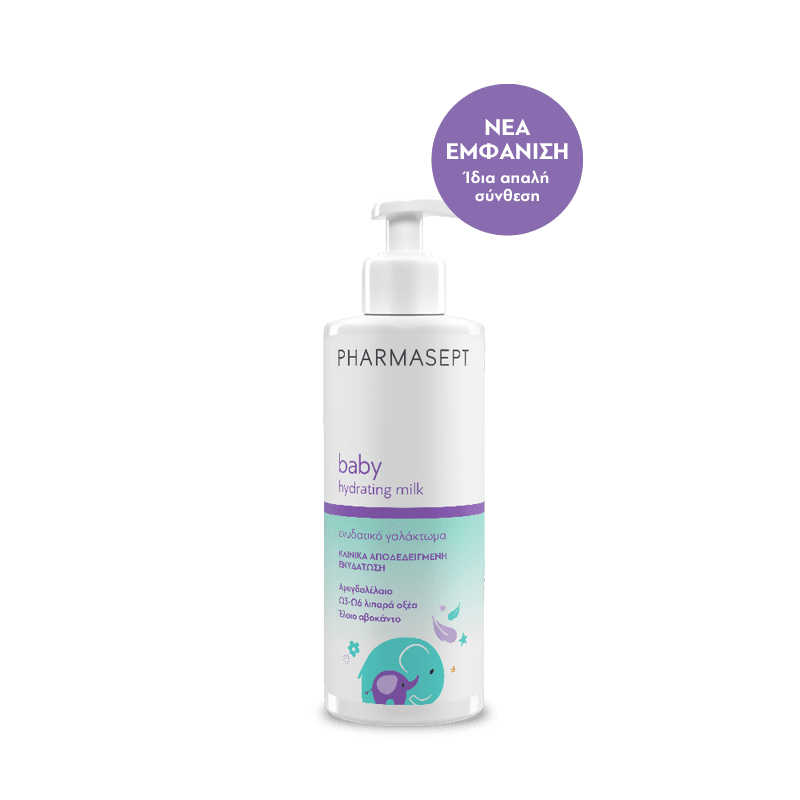 ΝΕΑ
ΕΜΦΑΝΙΣΗ
Ίδια απαλή
σύνθεση
PHARMASEPT
baby
hydrating milk
ενυδατικό γαλάκτωμα
ΚΛΙΝΙΚΑ ΑΠΟΔΕΔΕΙΓΜΕΝΗ
ΕΝΥΔΑΤΩΣΗ
Αμυγδαλέλαιο
Ω3-Ω6 λιπαρά οξέα
Έλαιο αβοκάντο